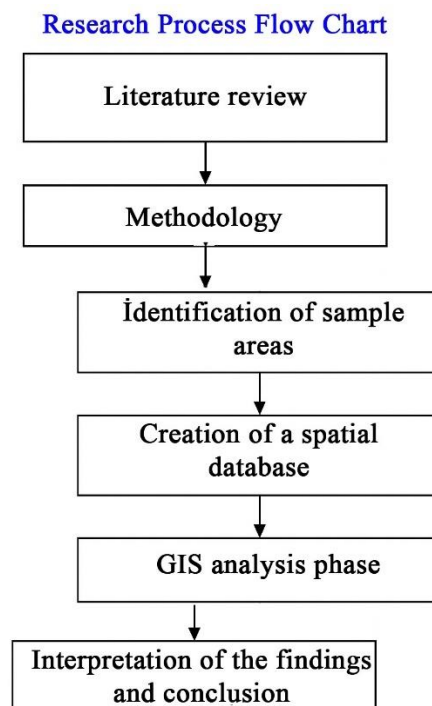 Research Process Flow Chart
Literature review
Methodology
İdentification of sample
areas
Creation of a spatial
database
GIS analysis phase
Interpretation of the findings
and conclusion